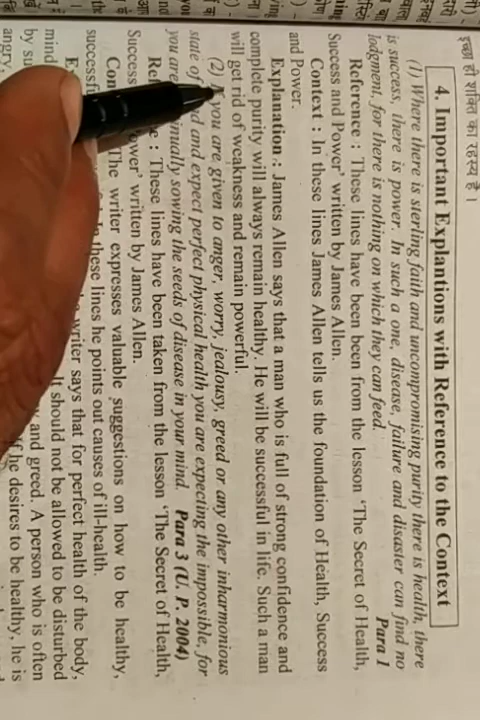 इच्छा ही शक्ति का रहस्य है ।
4. Important Explantions with Reference to the Context
(1) Where there is sterling faith and uncompromising purity there is health, there
is success, there is power. In such a one, disease, failure and disaster can find no
lodgment, for there is nothing on which they can feed. Para 1
Reference : These lines have been been from the lesson 'The Secret of Health,
Success and Power' written by James Allen.
Context : In these lines James Allen tells us the foundation of Health, Success
and Power.
Explanation : James Allen says that a man who is full of strong confidence and
complete purity will always remain healthy. He will be successful in life. Such a man
will get rid of weakness and remain powerful.
(2) If you are given to anger, worry, jealousy, greed or any other inharmonious
state of and expect perfect physical health you are expecting the impossible, for
you are sowing the seeds of disease in your mind. Para 3 (U. P. 2004)
: These lines have been taken from the lesson 'The Secret of Health,
Success Power' written by James Allen.
The writer expresses valuable suggestions on how to be healthy,
In these lines he points out causes of ill-health.
writer says that for perfect health of the body,
mind It should not be allowed to be disturbed
and greed. A person who is often
angry, If he desires to be healthy, he is